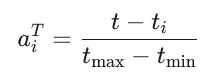 a_i^T = \frac{t - t_i}{t_{\max} - t_{\min}}